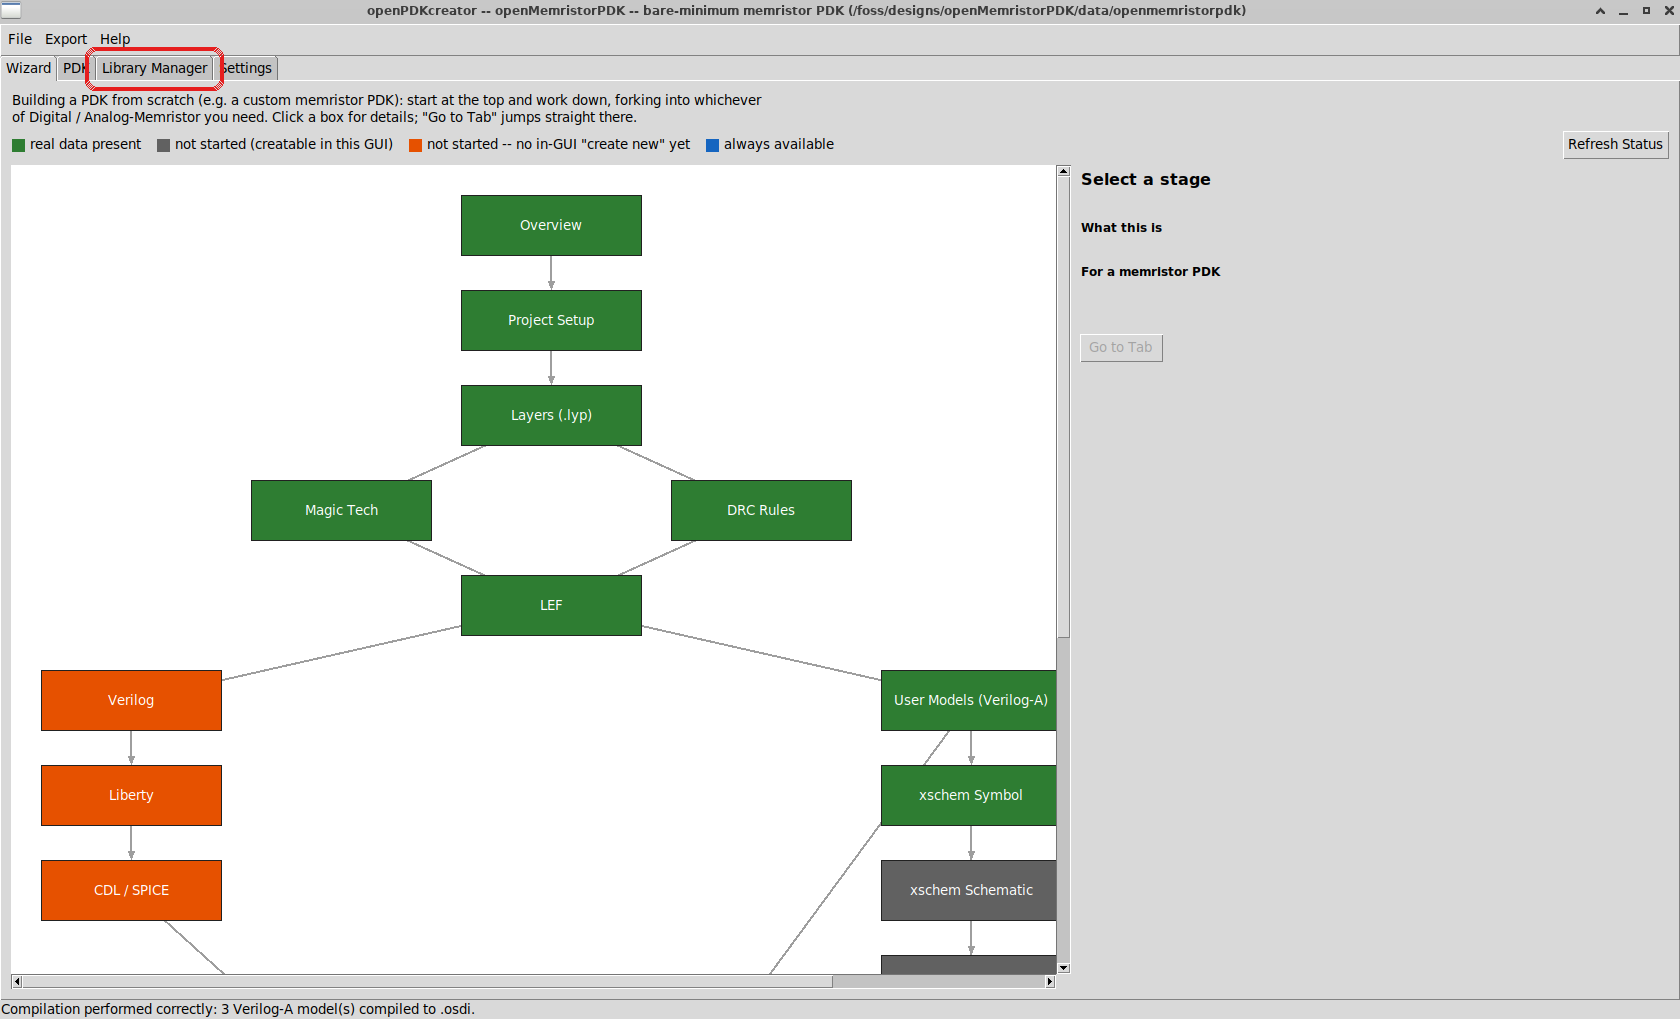 openPDKcreator -- openMemristorPDK -- bare-minimum memristor PDK (/foss/designs/openMemristorPDK/data/openmemristorpdk)
File Export Help
Wizard PDK Library Manager Settings
Building a PDK from scratch (e.g. a custom memristor PDK): start at the top and work down, forking into whichever
of Digital / Analog-Memristor you need. Click a box for details; "Go to Tab" jumps straight there.
real data present not started (creatable in this GUI) not started -- no in-GUI "create new" yet always available Refresh Status
Select a stage
What this is
For a memristor PDK
Go to Tab
Overview
Project Setup
Layers (.lyp)
Magic Tech DRC Rules
LEF
Verilog User Models (Verilog-A)
Liberty xschem Symbol
CDL / SPICE xschem Schematic
Compilation performed correctly: 3 Verilog-A model(s) compiled to .osdi.